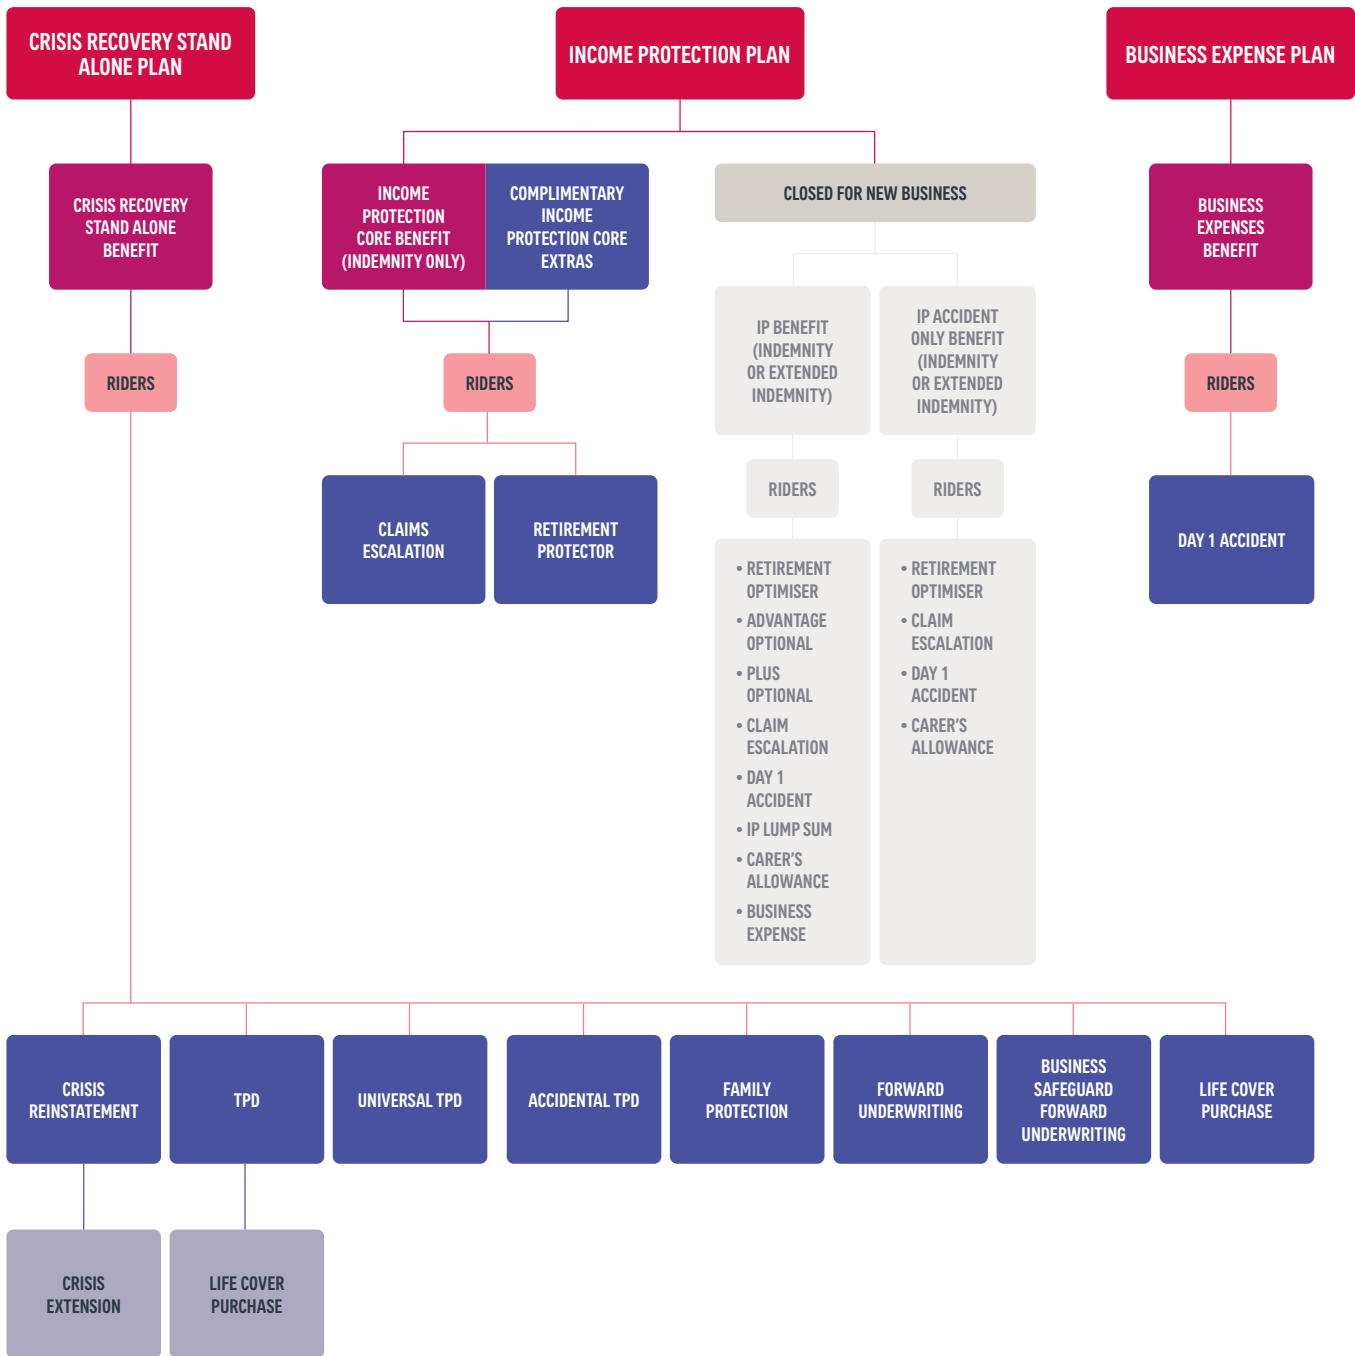 CRISIS RECOVERY STAND
ALONE PLAN
INCOME PROTECTION PLAN
BUSINESS EXPENSE PLAN
CRISIS RECOVERY
STAND ALONE
BENEFIT
INCOME
PROTECTION
CORE BENEFIT
(INDEMNITY ONLY)
COMPLIMENTARY
INCOME
PROTECTION CORE
EXTRAS
CLOSED FOR NEW BUSINESS
BUSINESS
EXPENSES
BENEFIT
IP BENEFIT
(INDEMNITY
OR EXTENDED
INDEMNITY)
IP ACCIDENT
ONLY BENEFIT
(INDEMNITY
OR EXTENDED
INDEMNITY)
RIDERS
RIDERS
RIDERS
RIDERS
RIDERS
CLAIMS
ESCALATION
RETIREMENT
PROTECTOR
DAY 1 ACCIDENT
• RETIREMENT
OPTIMISER
• ADVANTAGE
OPTIONAL
• PLUS
OPTIONAL
• CLAIM
ESCALATION
• DAY 1
ACCIDENT
• IP LUMP SUM
• CARER'S
ALLOWANCE
• BUSINESS
EXPENSE
• RETIREMENT
OPTIMISER
• CLAIM
ESCALATION
• DAY 1
ACCIDENT
• CARER'S
ALLOWANCE
CRISIS
REINSTATEMENT
TPD
UNIVERSAL TPD
ACCIDENTAL TPD
FAMILY
PROTECTION
FORWARD
UNDERWRITING
BUSINESS
SAFEGUARD
FORWARD
UNDERWRITING
LIFE COVER
PURCHASE
CRISIS
EXTENSION
LIFE COVER
PURCHASE